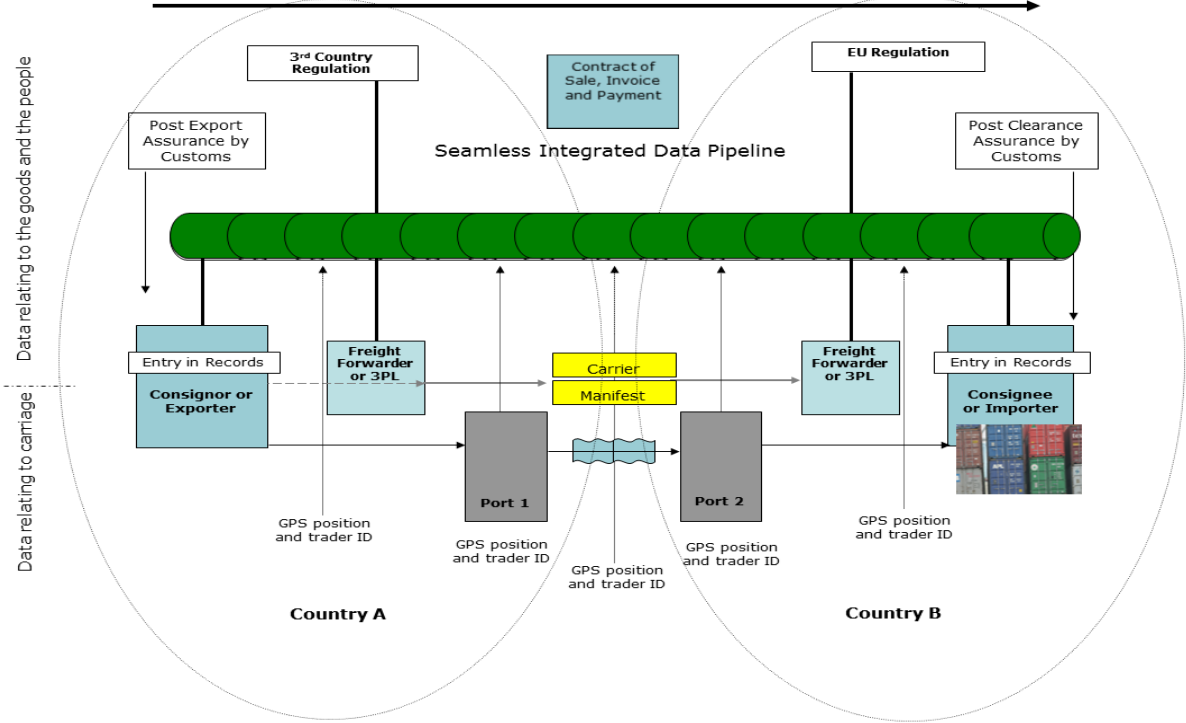 3rd Country
Regulation
EU Regulation
Contract of
Sale, Invoice
and Payment
Post Export
Assurance by
Customs
Post Clearance
Assurance by
Customs
Seamless Integrated Data Pipeline
Data relating to the goods and the people
Data relating to carriage
Entry in Records
Consignor or
Exporter
Freight
Forwarder
or 3PL
Carrier
Manifest
Freight
Forwarder
or 3PL
Entry in Records
Consignee
or Importer
Port 1
Port 2
GPS position
and trader ID
GPS position
and trader ID
GPS position
and trader ID
GPS position
and trader ID
GPS position
and trader ID
Country A
Country B